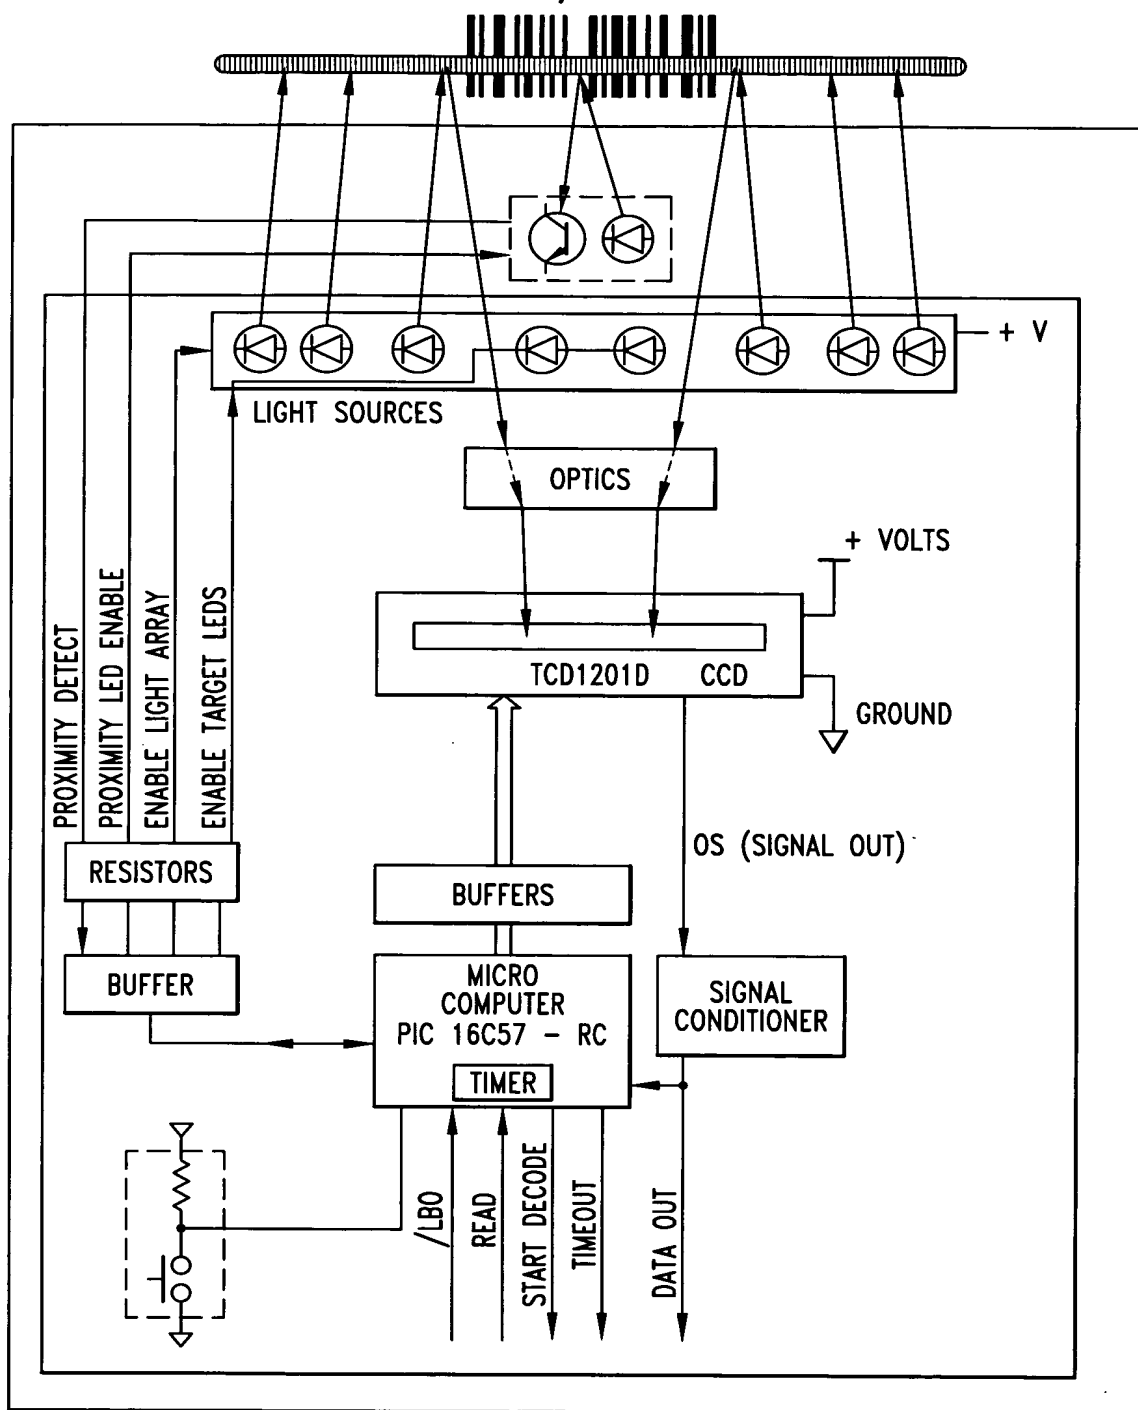 + V
LIGHT SOURCES
OPTICS
+ VOLTS
TCD1201D CCD
GROUND
PROXIMITY DETECT
PROXIMITY LED ENABLE
ENABLE LIGHT ARRAY
ENABLE TARGET LEDS
OS (SIGNAL OUT)
RESISTORS
BUFFERS
BUFFER
MICRO
COMPUTER
PIC 16C57 - RC
TIMER
SIGNAL
CONDITIONER
/LBO
READ
START DECODE
TIMEOUT
DATA OUT